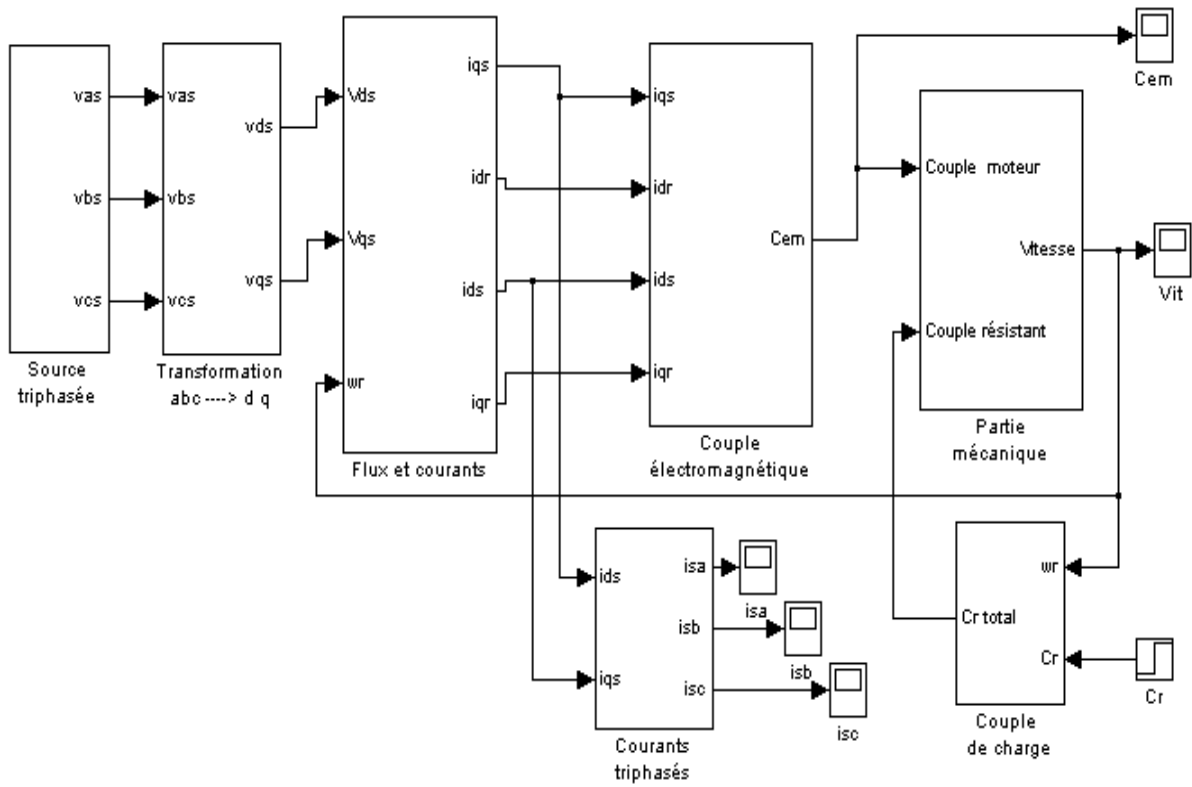 vas
vbs
vcs
Source
triphasée
vas
vbs
vcs
vds
vqs
Transformation
abc ----> d q
Vds
Vqs
wr
iqs
idr
ids
iqr
Flux et courants
iqs
idr
ids
iqr
Cem
Couple
électromagnétique
Cem
Couple moteur
Couple résistant
Vitesse
Partie
mécanique
Vit
ids
iqs
isa
isb
isc
Courants
triphasés
isa
isb
isc
wr
Cr total
Cr
Couple
de charge
Cr